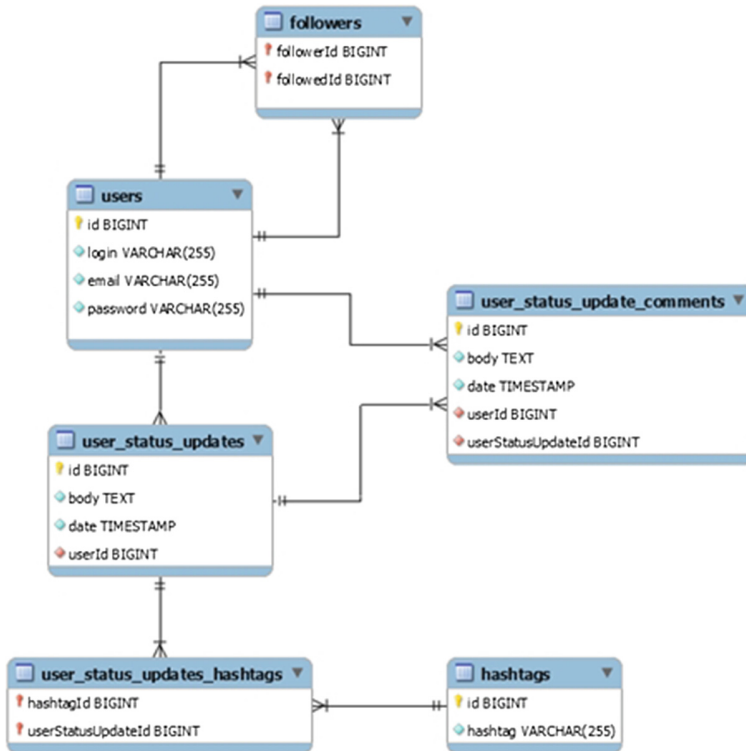 followers
followerId BIGINT
followedId BIGINT
users
id BIGINT
login VARCHAR(255)
email VARCHAR(255)
password VARCHAR(255)
user_status_update_comments
id BIGINT
body TEXT
date TIMESTAMP
userId BIGINT
userStatusUpdateId BIGINT
user_status_updates
id BIGINT
body TEXT
date TIMESTAMP
userId BIGINT
user_status_updates_hashtags
hashtagId BIGINT
userStatusUpdateId BIGINT
hashtags
id BIGINT
hashtag VARCHAR(255)